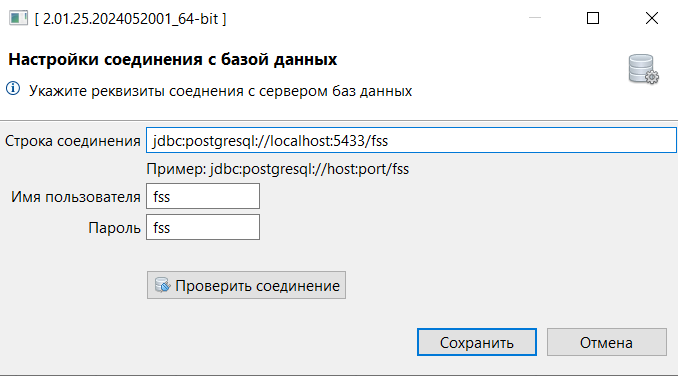 [ 2.01.25.2024052001_64-bit ]
Настройки соединения с базой данных
Укажите реквизиты соеднения с сервером баз данных
Строка соединения jdbc:postgresql://localhost:5433/fss
Пример: jdbc:postgresql://host:port/fss
Имя пользователя fss
Пароль fss
Проверить соединение
Сохранить Отмена